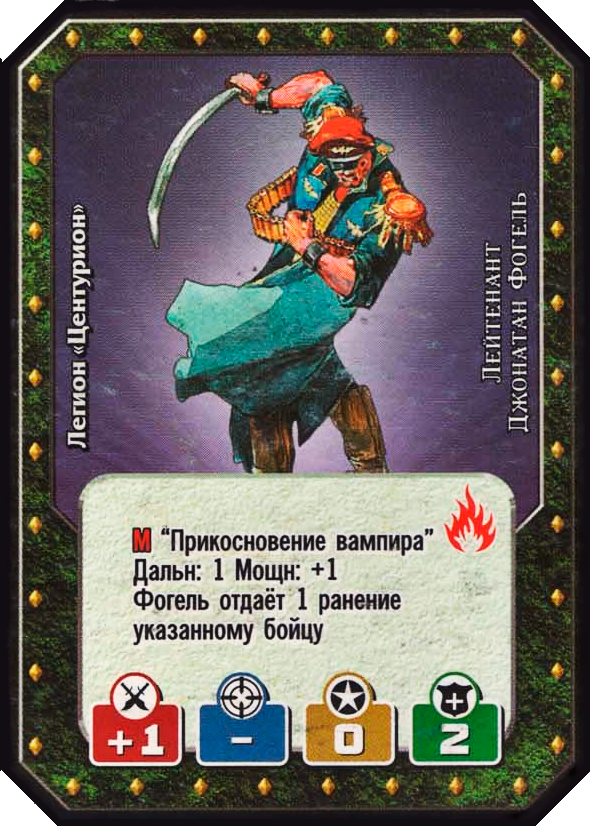 Легион «Центурион»
Лейтенант
Джонатан Фогель
М “Прикосновение вампира”
Дальн: 1 Мощн: +1
Фогель отдаёт 1 ранение
указанному бойцу
+1 - 0 2